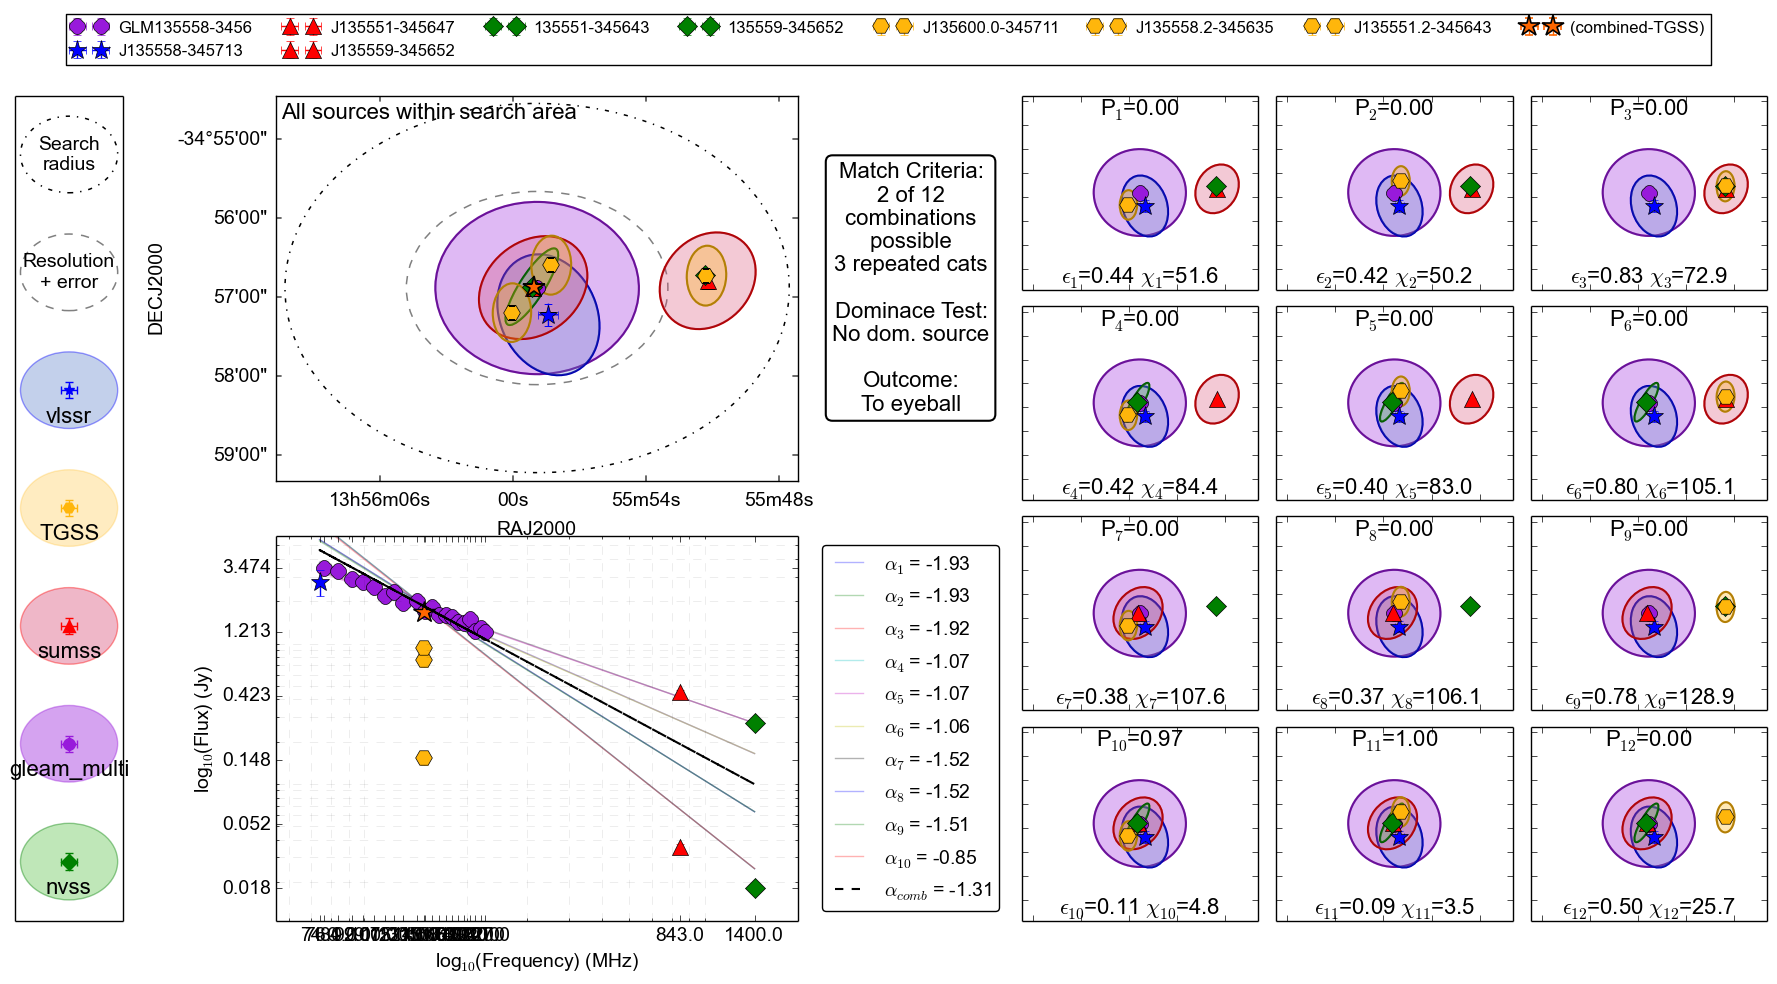 GLM135558-3456
J135551-345647
135551-345643
135559-345652
J135600.0-345711
J135558.2-345635
J135551.2-345643
(combined-TGSS)
J135558-345713
J135559-345652
Search
radius
Resolution
+ error
vlssr
TGSS
sumss
gleam_multi
nvss
All sources within search area
DECJ2000
-34°55'00"
56'00"
57'00"
58'00"
59'00"
13h56m06s
00s
55m54s
55m48s
RAJ2000
Match Criteria:
2 of 12
combinations
possible
3 repeated cats
Dominace Test:
No dom. source
Outcome:
To eyeball
log10(Flux) (Jy)
3.474
1.213
0.423
0.148
0.052
0.018
843.0
1400.0
log10(Frequency) (MHz)
α1 = -1.93
α2 = -1.93
α3 = -1.92
α4 = -1.07
α5 = -1.07
α6 = -1.06
α7 = -1.52
α8 = -1.52
α9 = -1.51
α10 = -0.85
αcomb = -1.31
P1=0.00
ϵ1=0.44 χ1=51.6
P2=0.00
ϵ2=0.42 χ2=50.2
P3=0.00
ϵ3=0.83 χ3=72.9
P4=0.00
ϵ4=0.42 χ4=84.4
P5=0.00
ϵ5=0.40 χ5=83.0
P6=0.00
ϵ6=0.80 χ6=105.1
P7=0.00
ϵ7=0.38 χ7=107.6
P8=0.00
ϵ8=0.37 χ8=106.1
P9=0.00
ϵ9=0.78 χ9=128.9
P10=0.97
ϵ10=0.11 χ10=4.8
P11=1.00
ϵ11=0.09 χ11=3.5
P12=0.00
ϵ12=0.50 χ12=25.7